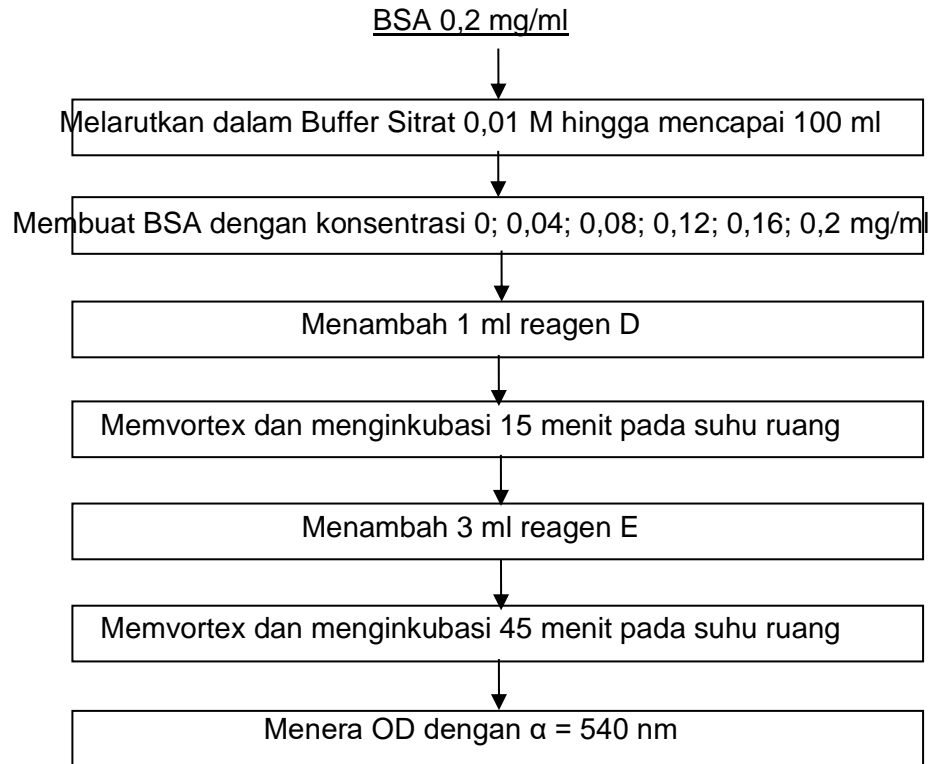 BSA 0,2 mg/ml
Melarutkan dalam Buffer Sitrat 0,01 M hingga mencapai 100 ml
Membuat BSA dengan konsentrasi 0; 0,04; 0,08; 0,12; 0,16; 0,2 mg/ml
Menambah 1 ml reagen D
Memvortex dan menginkubasi 15 menit pada suhu ruang
Menambah 3 ml reagen E
Memvortex dan menginkubasi 45 menit pada suhu ruang
Menera OD dengan α = 540 nm